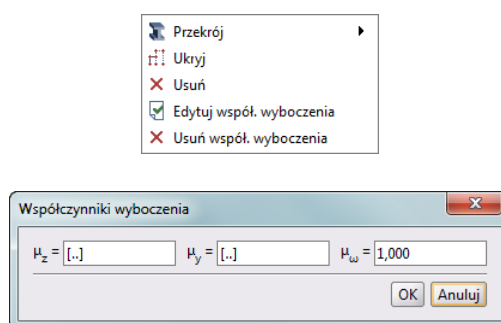 Przekrój
Ukryj
Usuń
Edytuj współ. wyboczenia
Usuń współ. wyboczenia
Współczynniki wyboczenia
μz = [..] μy = [..] μω = 1,000
OK Anuluj